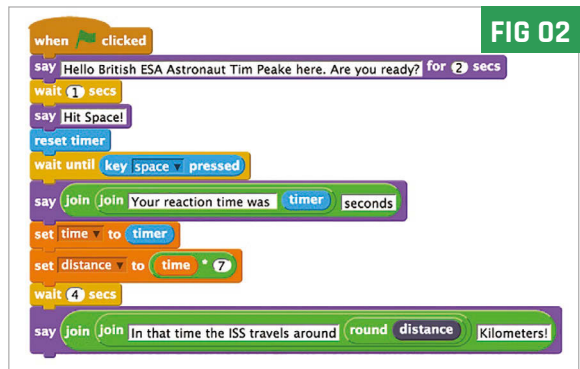 FIG 02
when clicked
say Hello British ESA Astronaut Tim Peake here. Are you ready? for 2 secs
wait 1 secs
say Hit Space!
reset timer
wait until key space pressed
say join join Your reaction time was timer seconds
set time to timer
set distance to time * 7
wait 4 secs
say join join In that time the ISS travels around round distance Kilometers!